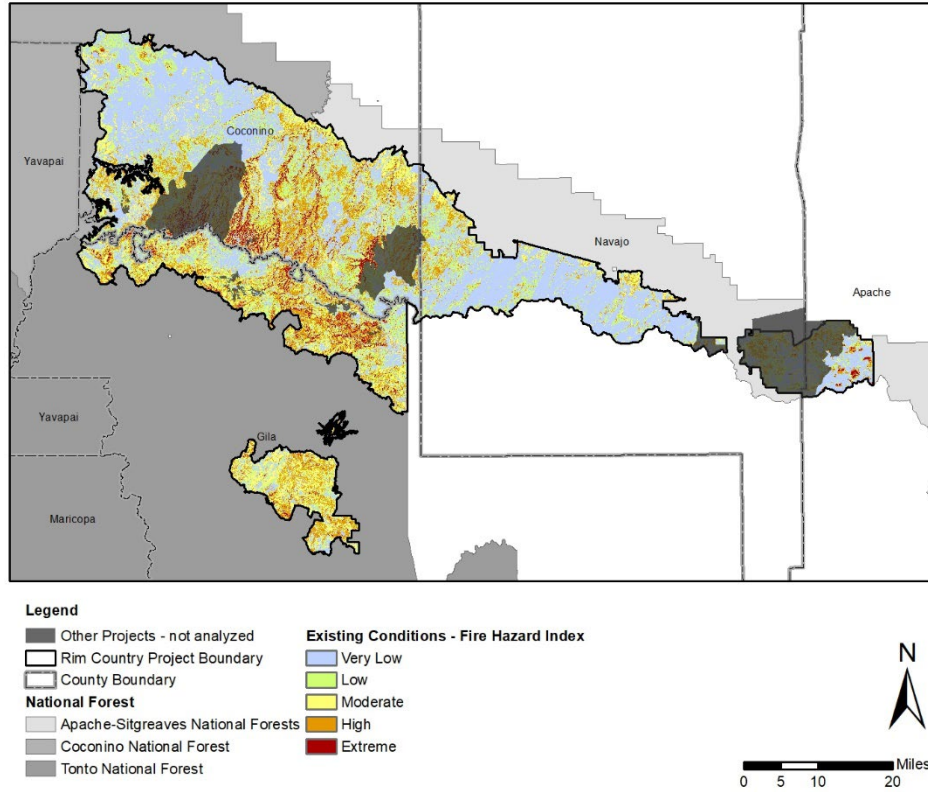 Coconino
Yavapai
Navajo
Apache
Yavapai
Gila
Maricopa
Legend
Other Projects - not analyzed
Rim Country Project Boundary
County Boundary
National Forest
Apache-Sitgreaves National Forests
Coconino National Forest
Tonto National Forest
Existing Conditions - Fire Hazard Index
Very Low
Low
Moderate
High
Extreme
N
Miles
0 5 10 20